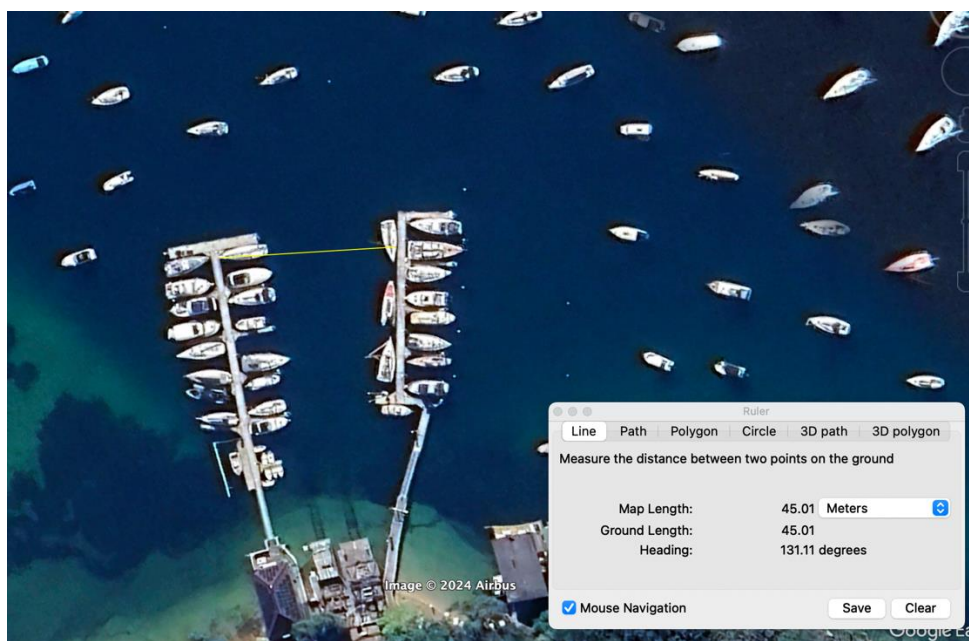 Ruler
Line Path Polygon Circle 3D path 3D polygon
Measure the distance between two points on the ground
Map Length: 45.01 Meters
Ground Length: 45.01
Heading: 131.11 degrees
Mouse Navigation Save Clear
Image © 2024 Airbus
Google E